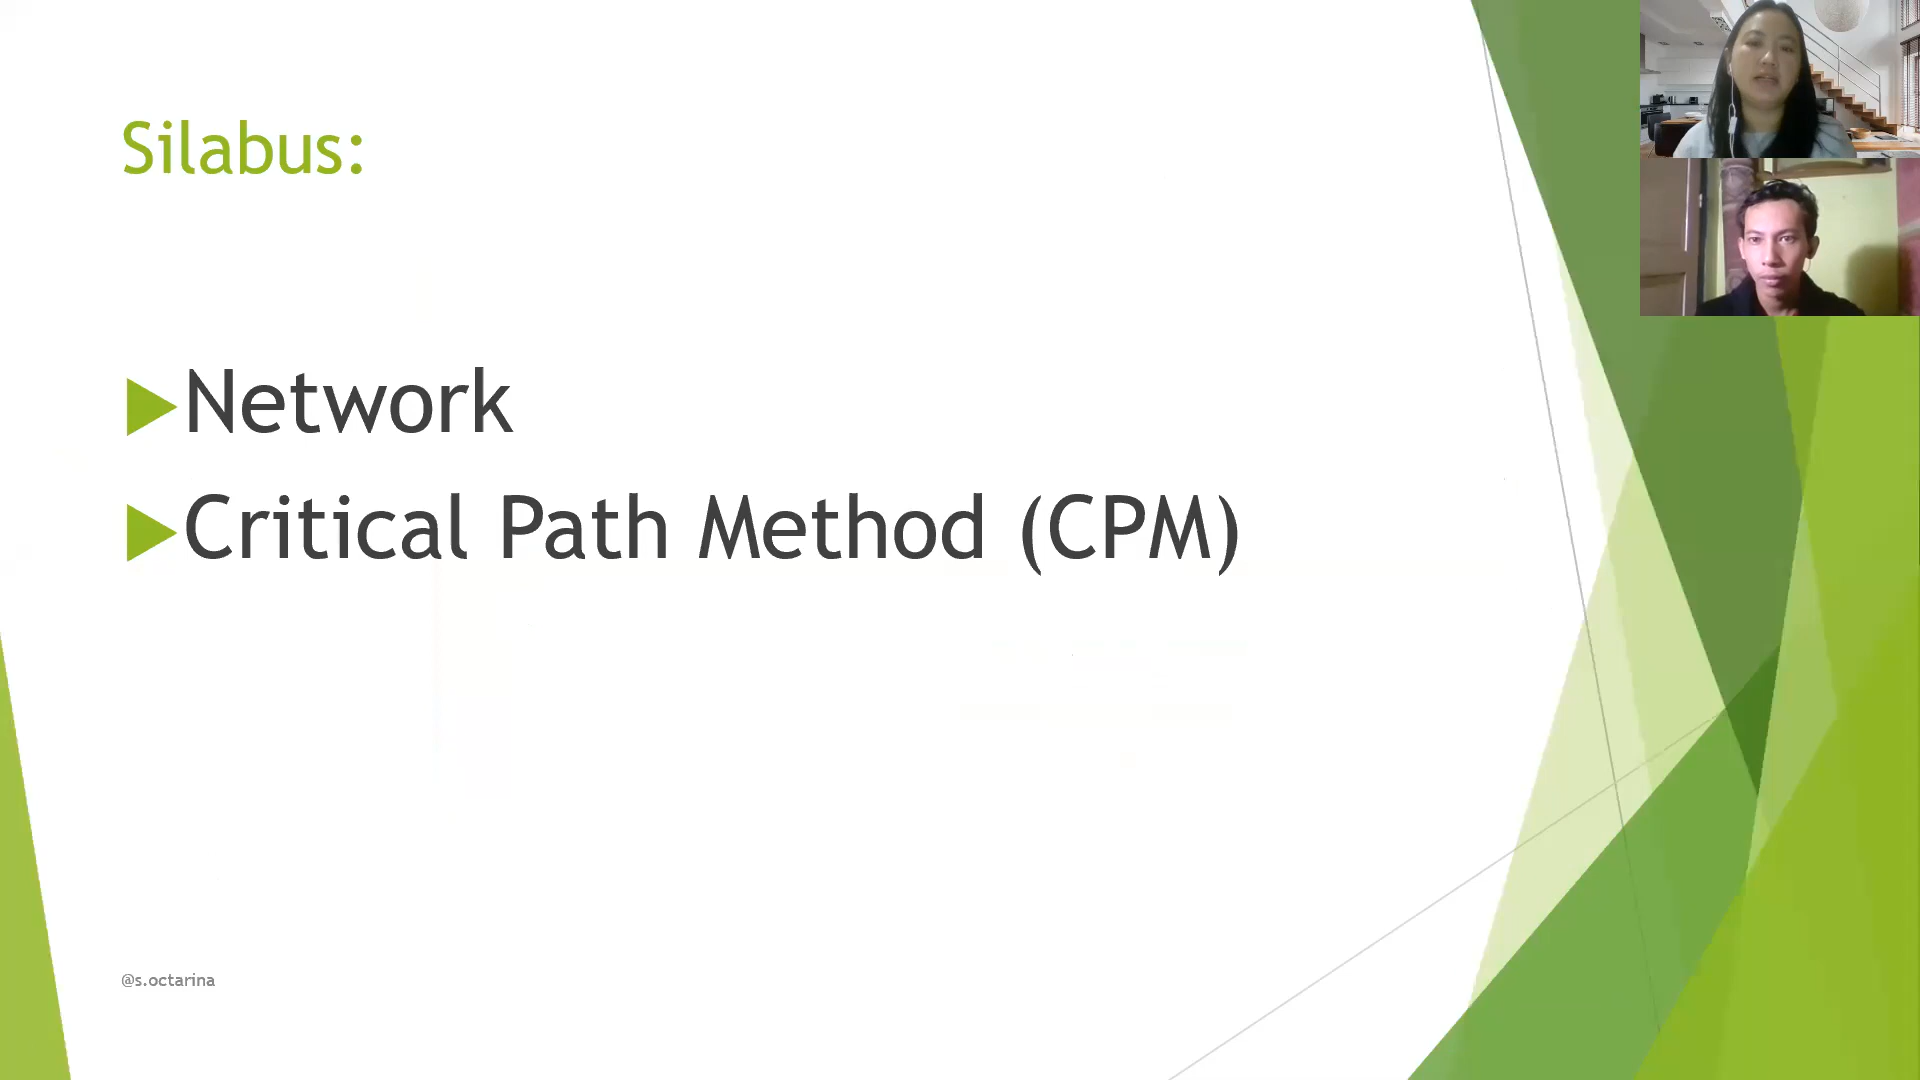 Silabus:
Network
Critical Path Method (CPM)
@s.octarina